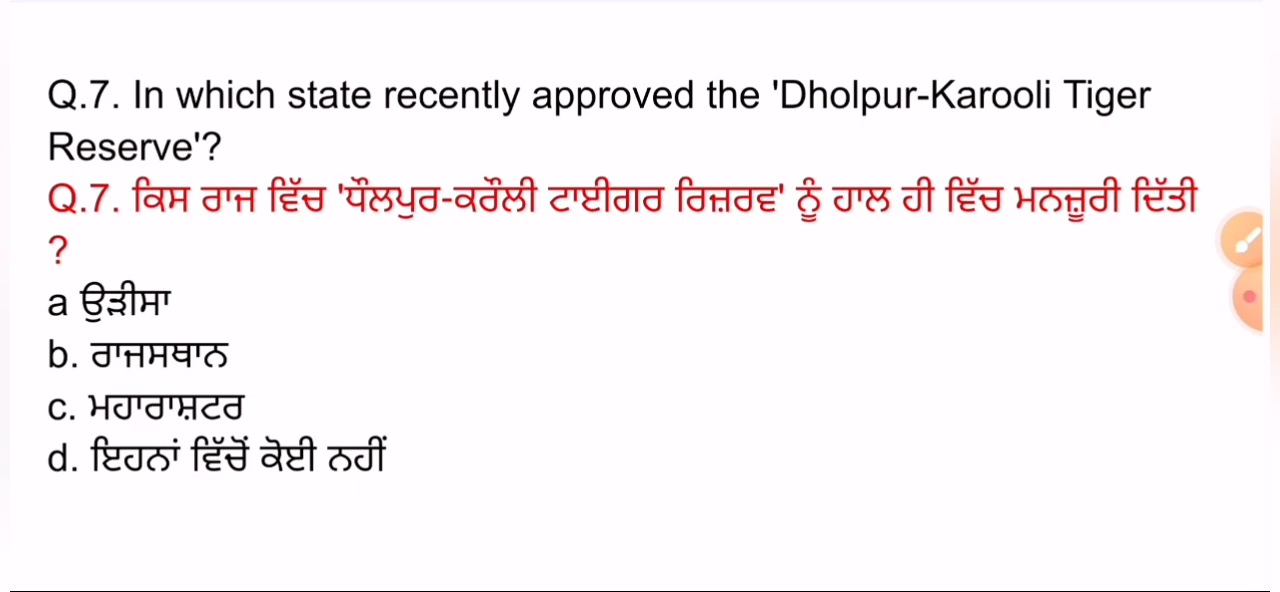 Q.7. In which state recently approved the 'Dholpur-Karooli Tiger
Reserve'?
Q.7. ਕਿਸ ਰਾਜ ਵਿੱਚ 'ਧੌਲਪੁਰ-ਕਰੌਲੀ ਟਾਈਗਰ ਰਿਜ਼ਰਵ' ਨੂੰ ਹਾਲ ਹੀ ਵਿੱਚ ਮਨਜ਼ੂਰੀ ਦਿੱਤੀ
?
a ਉੜੀਸਾ
b. ਰਾਜਸਥਾਨ
c. ਮਹਾਰਾਸ਼ਟਰ
d. ਇਹਨਾਂ ਵਿੱਚੋਂ ਕੋਈ ਨਹੀਂ